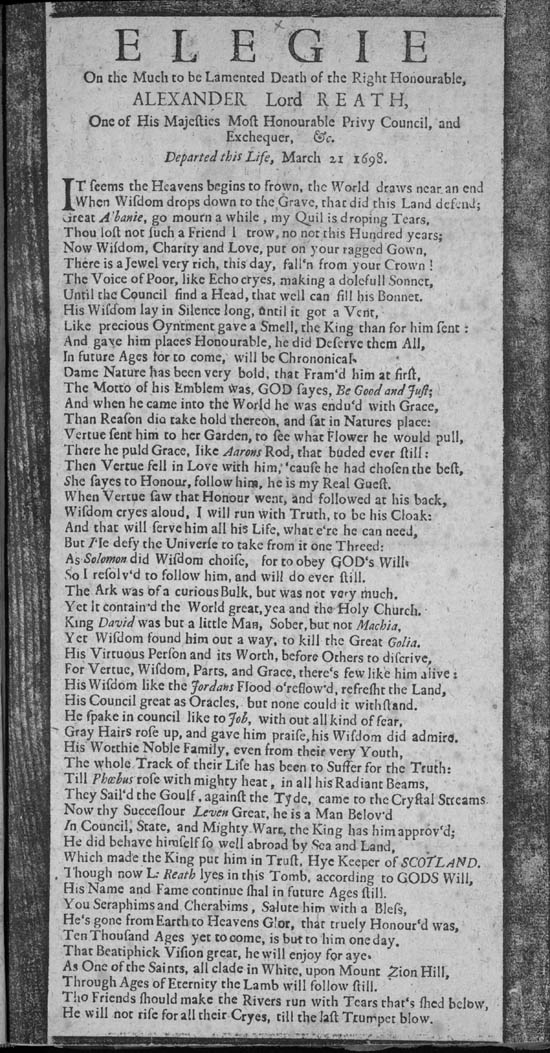 ELEGIE
On the Much to be Lamented Death of the Right Honourable,
ALEXANDER Lord REATH,
One of His Majeſties Moſt Honourable Privy Council, and
Exchequer, &c.
Departed this Life, March 21 1698.
IT ſeems the Heavens begins to frown, the World draws near an end
When Wiſdom drops down to the Grave, that did this Land defend;
Great A'banie, go mourn a while, my Quil is droping Tears,
Thou loſt not ſuch a Friend I trow, no not this Hundred years;
Now Wiſdom, Charity and Love, put on your ragged Gown,
There is a Jewel very rich, this day, fall'n from your Crown!
The Voice of Poor, like Echo cryes, making a dolefull Sonnet,
Until the Council find a Head, that well can fill his Bonnet.
His Wiſdom lay in Silence long, until it got a Vent,
Like precious Oyntment gave a Smell, the King than for him ſent:
And gave him places Honourable, he did Deſerve them All,
In future Ages for to come, will be Chrononical.
Dame Nature has been very bold, that Fram'd him at firſt,
The Motto of his Emblem was, GOD ſayes, Be Good and Juſt;
And when he came into the World he was endu'd with Grace,
Than Reaſon did take hold thereon, and ſat in Natures place:
Vertue ſent him to her Garden, to ſee what Flower he would pull,
There he puld Grace, like Aarons Rod, that buded ever ſtill:
Then Vertue fell in Love with him, 'cauſe he had choſen the beſt,
She ſayes to Honour, follow him, he is my Real Gueſt.
When Vertue ſaw that Honour went, and followed at his back,
Wiſdom cryes aloud, I will run with Truth, to be his Cloak:
And that will ſerve him all his Life, what e're he can need,
But I'le defy the Univerſe to take from it one Threed:
As Solomon did Wiſdom choiſe, for to obey GOD's Will.
So I reſolv'd to follow him, and will do ever ſtill.
The Ark was of a curious Bulk, but was not very much,
Yet it contain'd the World great, yea and the Holy Church.
King David was but a little Man, Sober, but not Machia,
Yet Wiſdom found him out a way, to kill the Great Golia.
His Virtuous Perſon and its Worth, before Others to diſcrive,
For Vertue, Wiſdom, Parts, and Grace, there's few like him alive:
His Wiſdom like the Jordans Flood o'reflow'd, refreſht the Land,
His Council great as Oracles, but none could it withſtand.
He ſpake in council like to Job, with out all kind of fear,
Gray Hairs roſe up, and gave him praiſe, his Wiſdom did admire.
His Worthie Noble Family, even from their very Youth,
The whole Track of their Life has been to Suffer for the Truth:
Till Phœbus roſe with mighty heat, in all his Radiant Beams,
They Sail'd the Goulf, againſt the Tyde, came to the Cryſtal Streams.
Now thy Succeſſour Leven Great, he is a Man Belov'd
In Council, State, and Mighty Wars, the King has him approv'd;
He did behave himſelf ſo well abroad by Sea and Land,
Which made the King put him in Truſt, Hye Keeper of SCOTLAND.
Though now L: Reath lyes in this Tomb, according to GODS Will,
His Name and Fame continue ſhal in future Ages ſtill.
You Seraphims and Cherabims, Salute him with a Bleſs,
He's gone from Earth to Heavens Glor, that truely Honour'd was,
Ten Thouſand Ages yet to come, is but to him one day.
That Beatiphick Viſion great, he will enjoy for aye.
As One of the Saints, all clade in White, upon Mount Zion Hill,
Through Ages of Eternity the Lamb will follow ſtill.
Tho Friends ſhould make the Rivers run with Tears that's ſhed below,
He will not riſe for all their Cryes, till the laſt Trumpet blow.